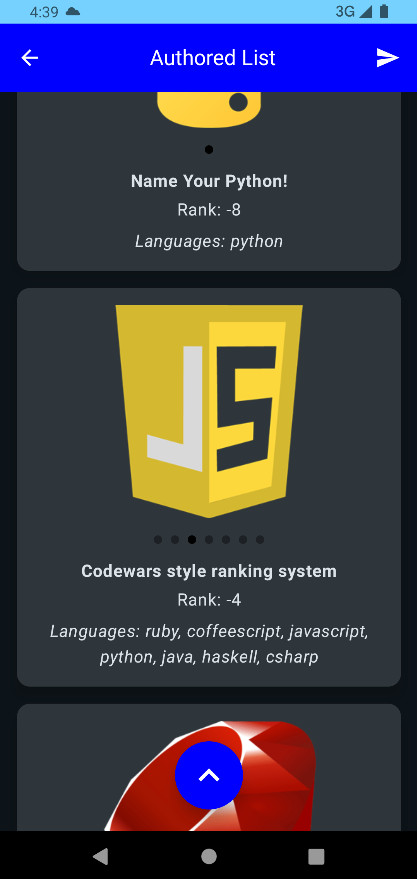 4:39
3G
Authored List
Name Your Python!
Rank: -8
Languages: python
JS
Codewars style ranking system
Rank: -4
Languages: ruby, coffeescript, javascript,
python, java, haskell, csharp